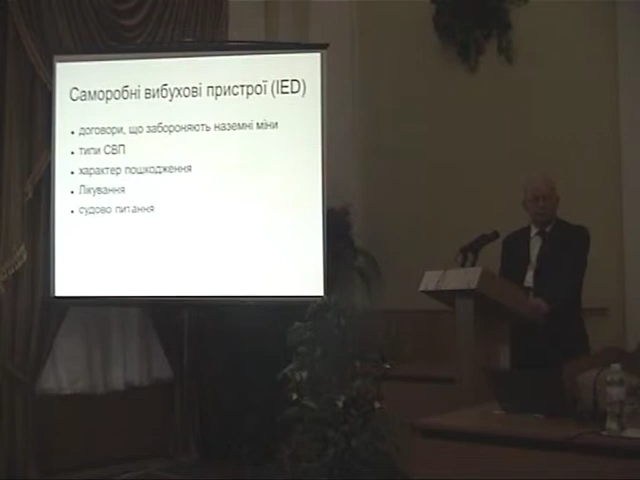 Саморобні вибухові пристрої (IED)
• договори, що забороняють наземні міни
• типи СВП
• характер пошкодження
• Лікування
• судово питання